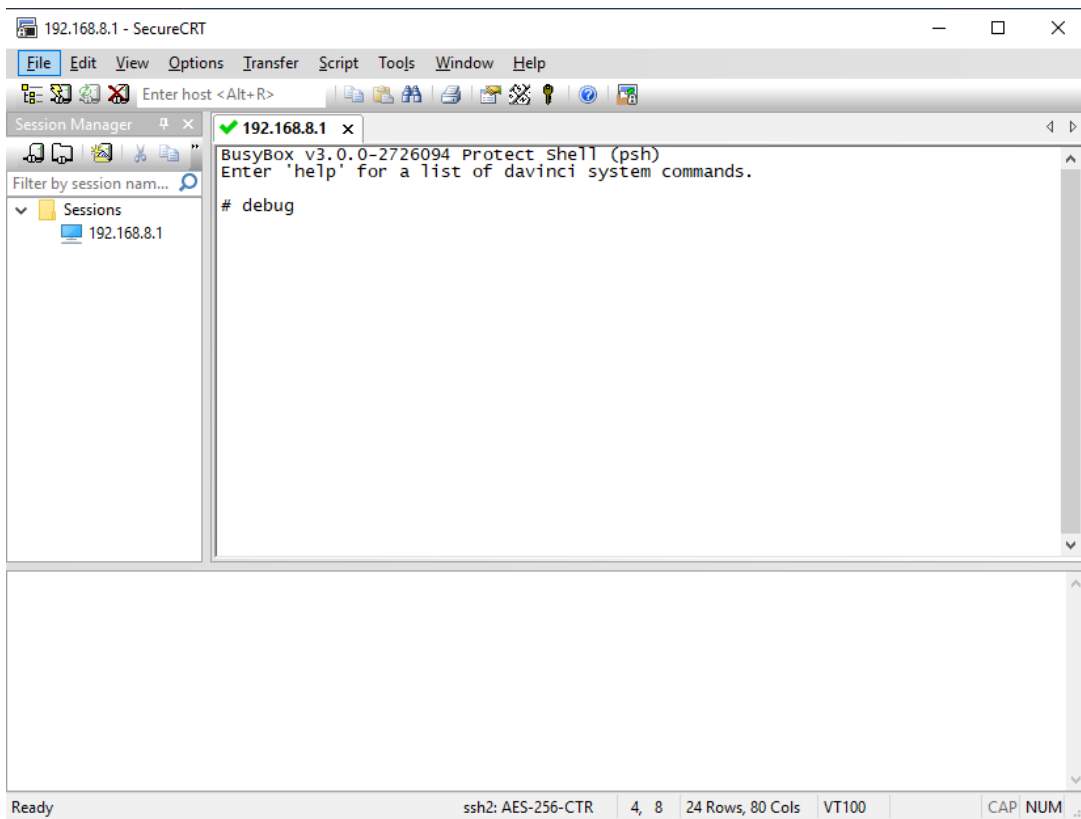 192.168.8.1 - SecureCRT
File Edit View Options Transfer Script Tools Window Help
Enter host <Alt+R>
Session Manager
192.168.8.1
Filter by session nam...
Sessions
192.168.8.1
BusyBox v3.0.0-2726094 Protect Shell (psh)
Enter 'help' for a list of davinci system commands.
# debug
Ready ssh2: AES-256-CTR 4, 8 24 Rows, 80 Cols VT100 CAP NUM